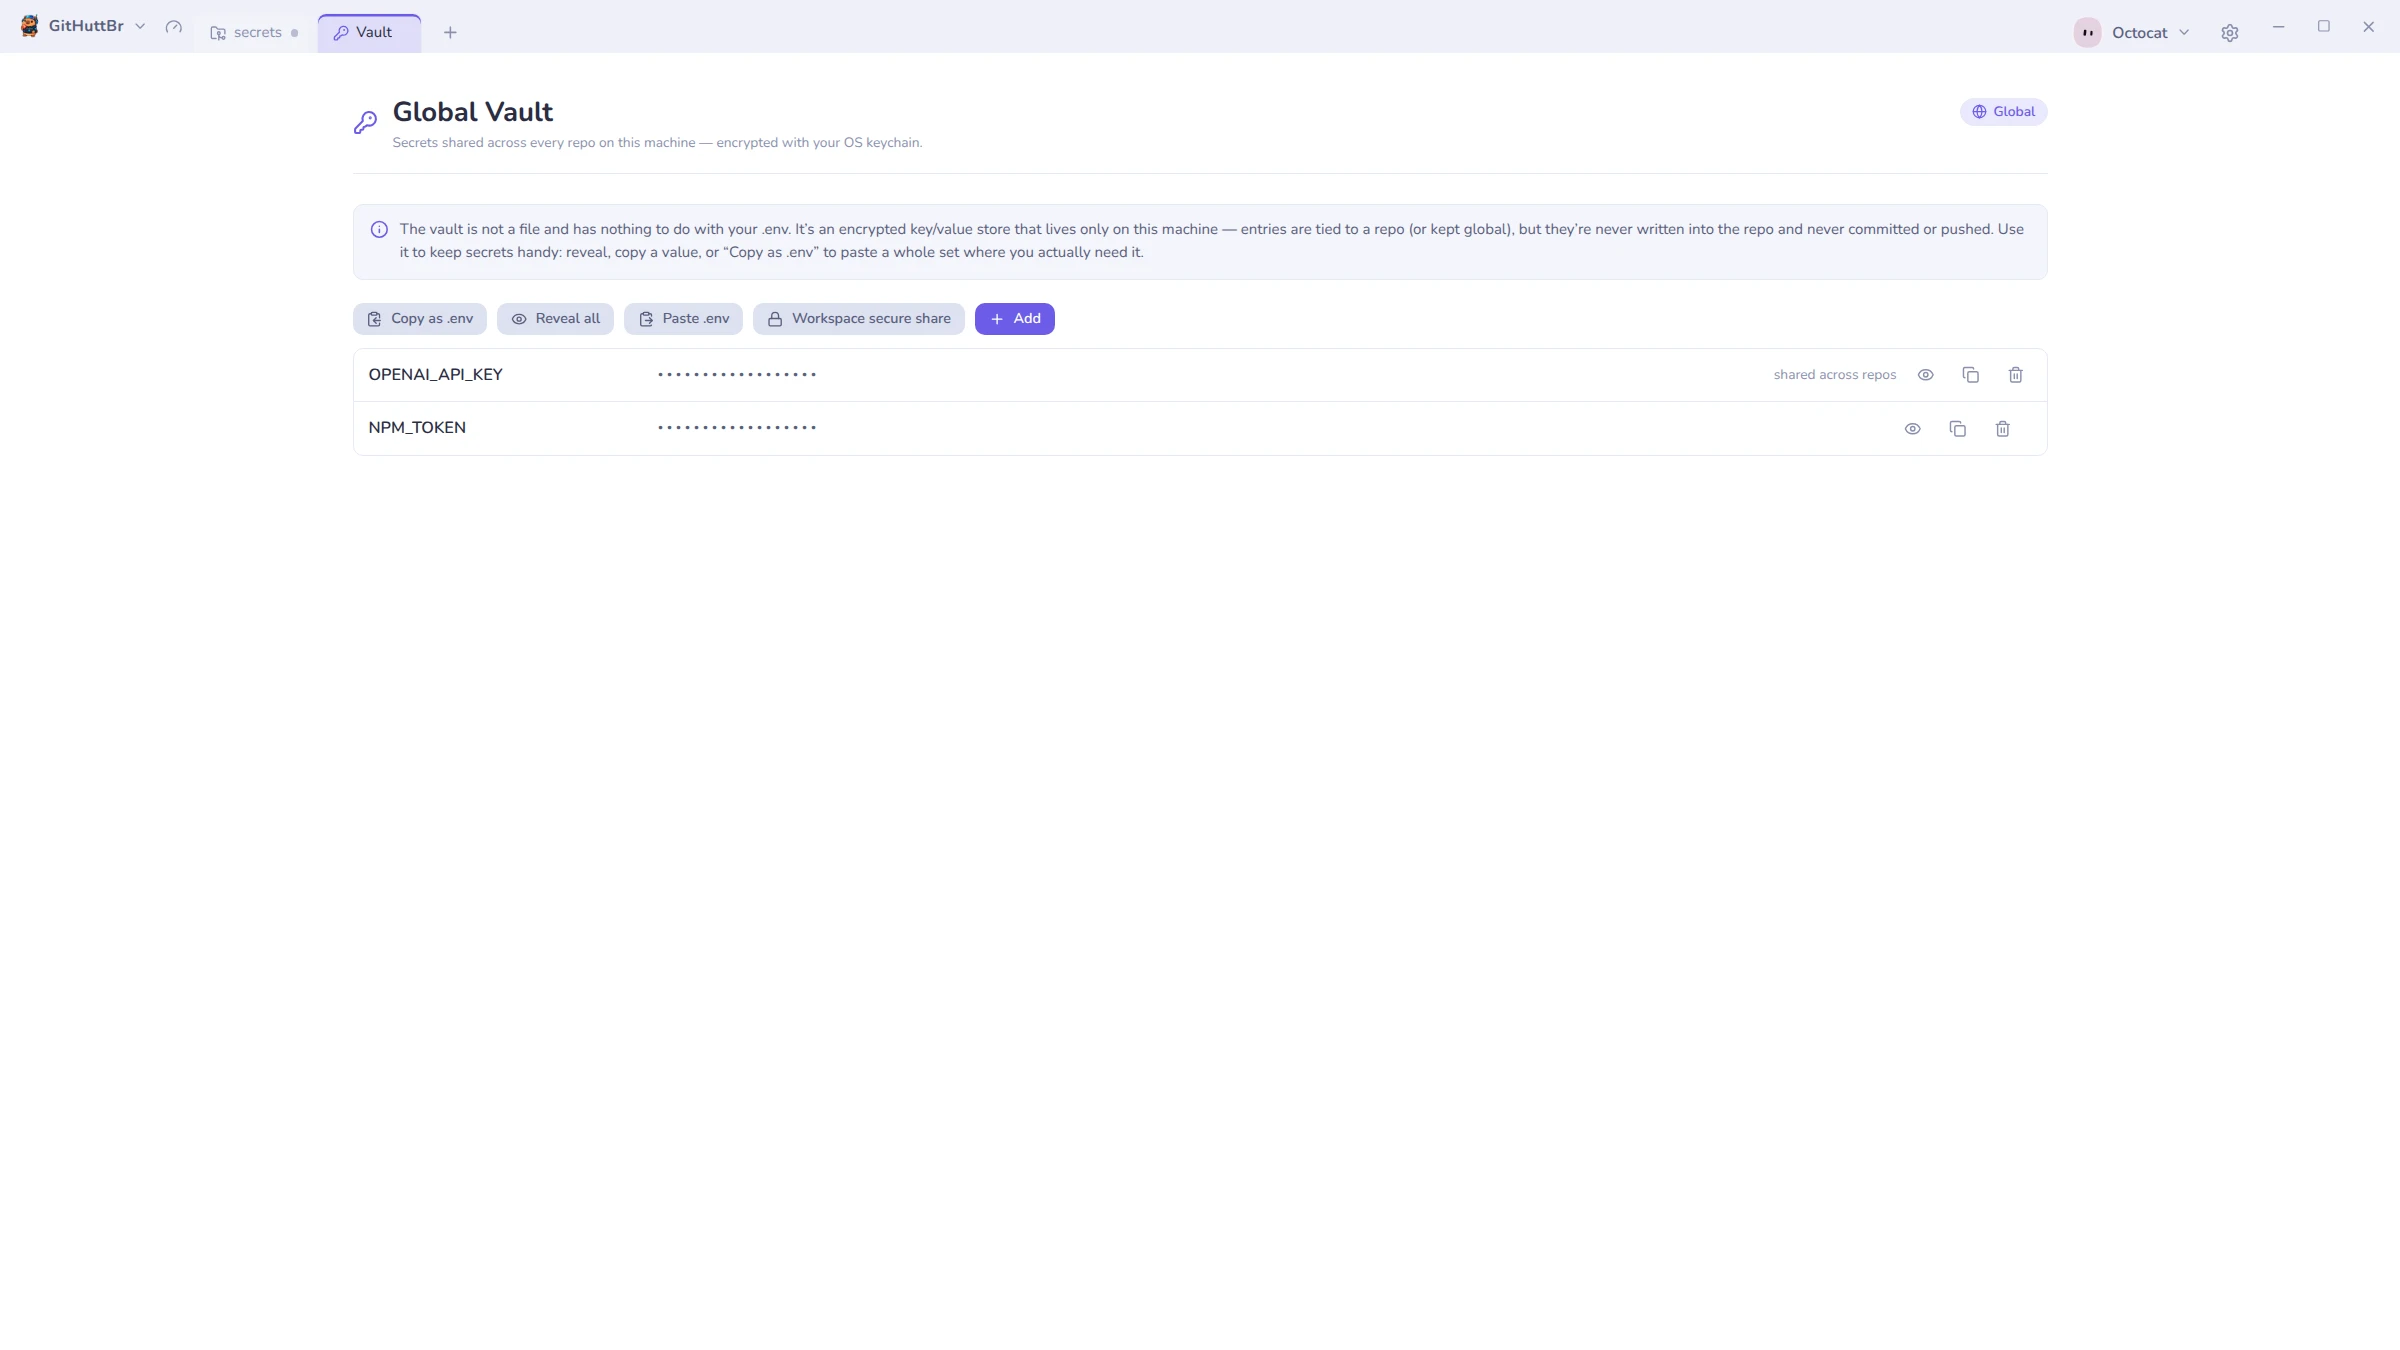 GitHuttBr
secrets
Vault
Octocat
Global Vault
Global
Secrets shared across every repo on this machine — encrypted with your OS keychain.
The vault is not a file and has nothing to do with your .env. It’s an encrypted key/value store that lives only on this machine — entries are tied to a repo (or kept global), but they’re never written into the repo and never committed or pushed. Use
it to keep secrets handy: reveal, copy a value, or “Copy as .env” to paste a whole set where you actually need it.
Copy as .env
Reveal all
Paste .env
Workspace secure share
Add
OPENAI_API_KEY
••••••••••••••••••
shared across repos
NPM_TOKEN
••••••••••••••••••